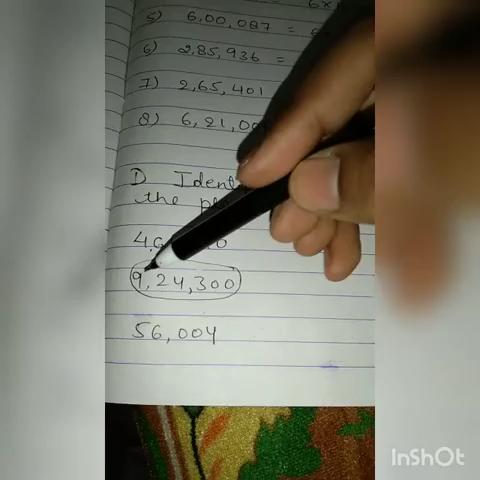 5) 6,00,087 =
6) 2,85,936 =
7) 2,65,401
8) 6,21,00
D Ident
the
9,24,300
56,004
InShOt